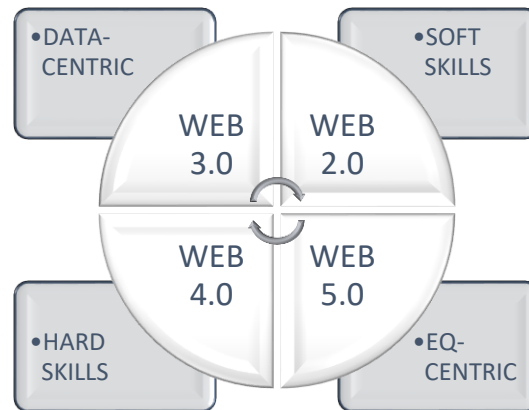 •DATA-
CENTRIC
•SOFT
SKILLS
WEB
3.0
WEB
2.0
WEB
4.0
WEB
5.0
•HARD
SKILLS
•EQ-
CENTRIC